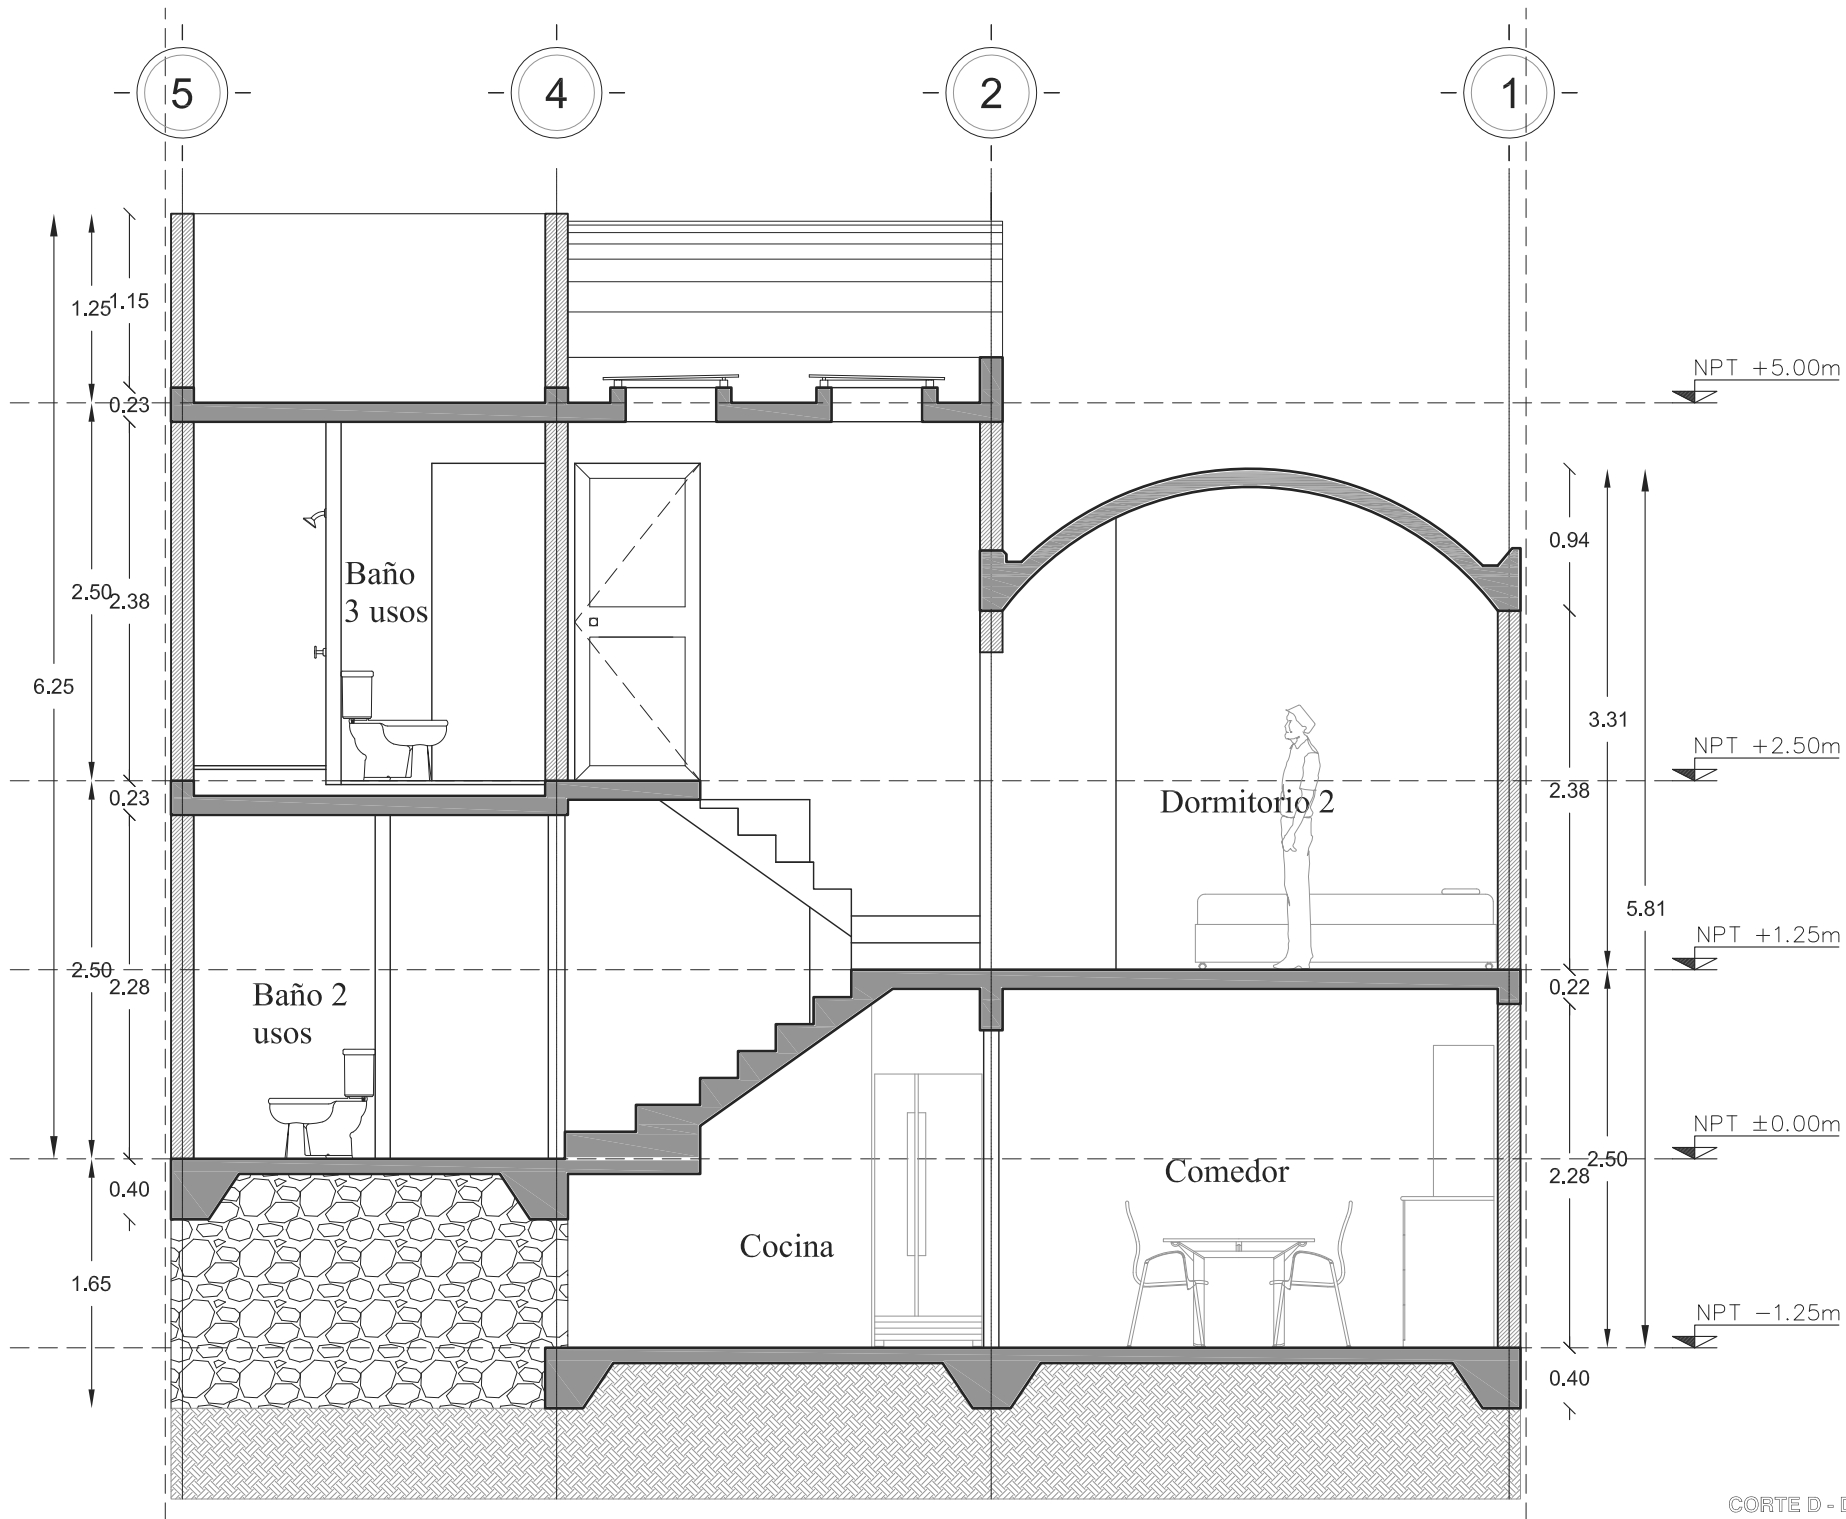 5
4
2
1
NPT +5.00m
1.25
1.15
0.23
0.94
2.50
2.38
Baño
3 usos
6.25
3.31
NPT +2.50m
0.23
2.38
Dormitorio 2
5.81
NPT +1.25m
2.50
2.28
0.22
Baño 2
usos
NPT ±0.00m
0.40
Comedor
2.50
2.28
Cocina
1.65
NPT −1.25m
0.40
CORTE D -